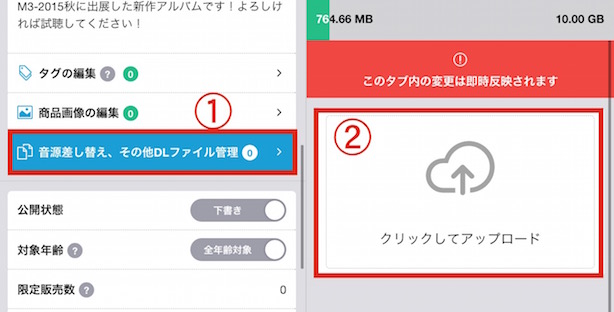 M3-2015秋に出展した新作アルバムです！よろしけ
れば試聴してください！
タグの編集 ? 0
商品画像の編集 0
①
音源差し替え、その他DLファイル管理 0
公開状態 下書き
対象年齢 ? 全年齢対象
限定販売数 ? 0
764.66 MB 10.00 GB
このタブ内の変更は即時反映されます
②
クリックしてアップロード